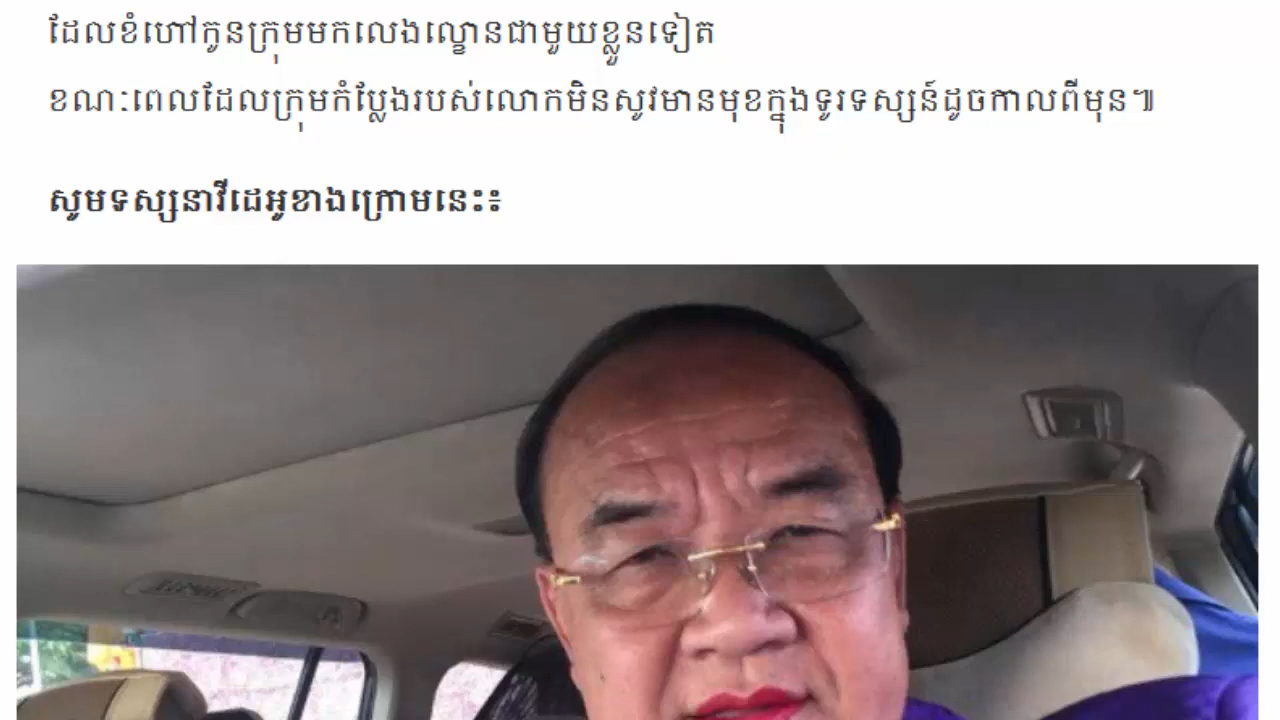 ដែលខំហៅកូនក្រុមមកលេងល្ខោនជាមួយខ្លួនទៀត
ខណៈពេលដែលក្រុមកំប្លែងរបស់លោកមិនសូវមានមុខក្នុងទូរទស្សន៍ដូចកាលពីមុន៕
សូមទស្សនាវីដេអូខាងក្រោមនេះ៖